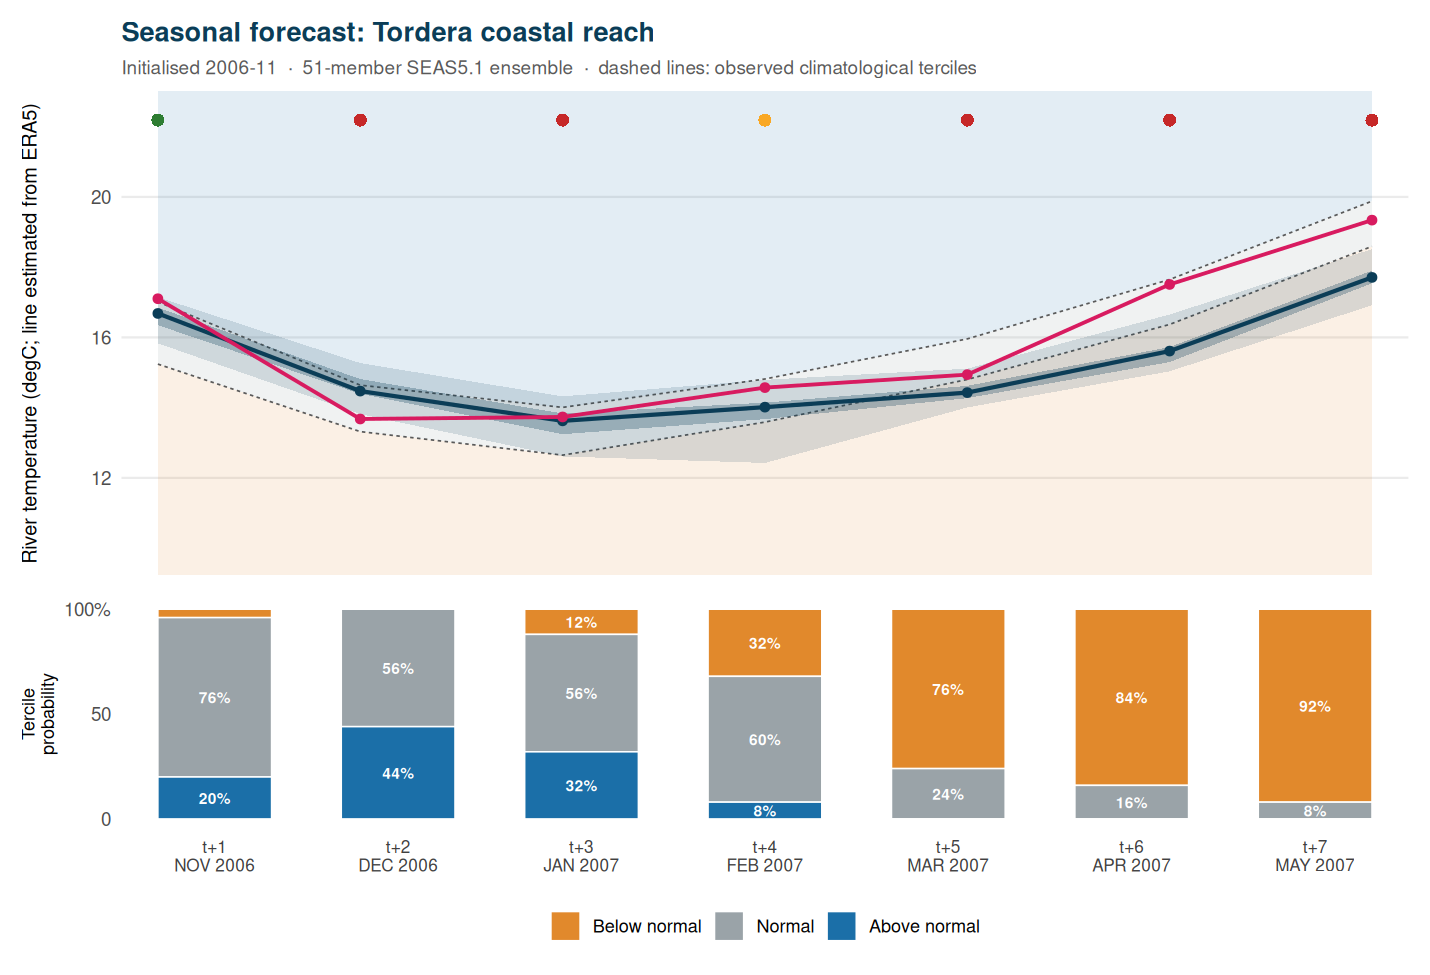 Seasonal forecast: Tordera coastal reach
Initialised 2006-11 · 51-member SEAS5.1 ensemble · dashed lines: observed climatological terciles
River temperature (degC; line estimated from ERA5)
20
16
12
Tercile
probability
100%
50
0
76%
20%
56%
44%
12%
56%
32%
32%
60%
8%
76%
24%
84%
16%
92%
8%
t+1
NOV 2006
t+2
DEC 2006
t+3
JAN 2007
t+4
FEB 2007
t+5
MAR 2007
t+6
APR 2007
t+7
MAY 2007
Below normal
Normal
Above normal